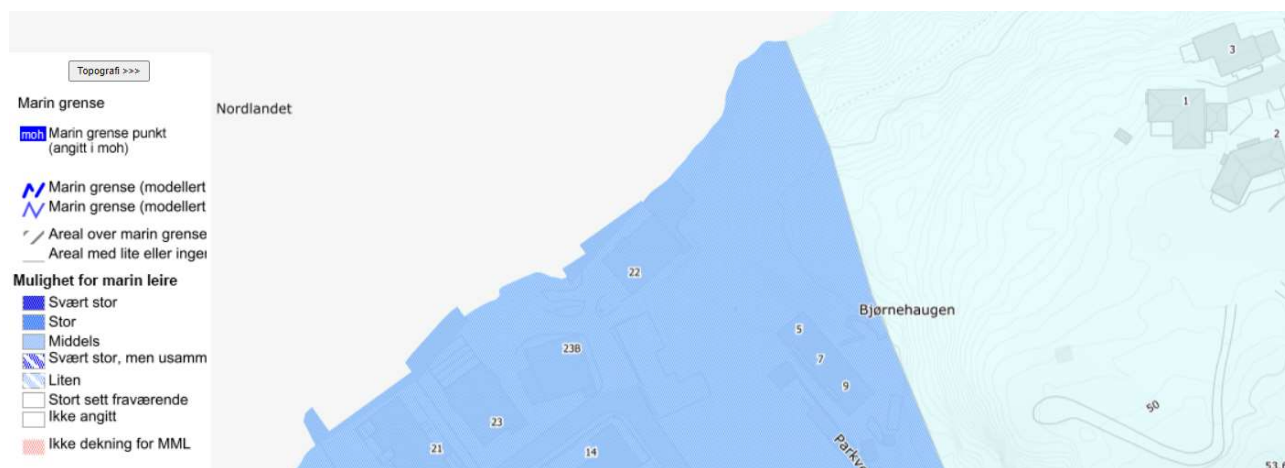 Topografi >>>
Marin grense
moh Marin grense punkt
(angitt i moh)
Marin grense (modellert
Marin grense (modellert
Areal over marin grense
Areal med lite eller inger
Mulighet for marin leire
Svært stor
Stor
Middels
Svært stor, men usamm
Liten
Stort sett fraværende
Ikke angitt
Ikke dekning for MML
Nordlandet
3
1
2
22
Bjørnehaugen
5
23B
7
9
50
23
21
14
Parkv